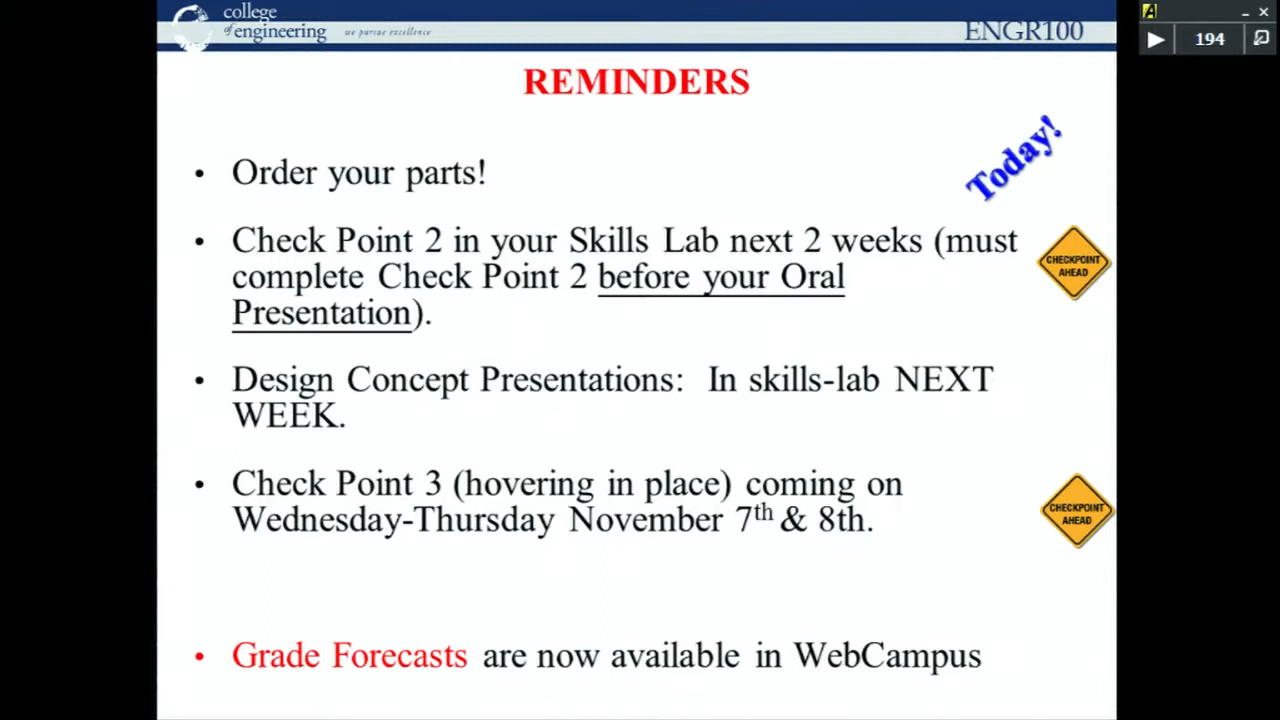 college
of engineering
we pursue excellence
ENGR100
194
REMINDERS
Today!
• Order your parts!
• Check Point 2 in your Skills Lab next 2 weeks (must
complete Check Point 2 before your Oral
Presentation).
CHECKPOINT
AHEAD
• Design Concept Presentations: In skills-lab NEXT
WEEK.
• Check Point 3 (hovering in place) coming on
Wednesday-Thursday November 7th & 8th.
CHECKPOINT
AHEAD
• Grade Forecasts are now available in WebCampus